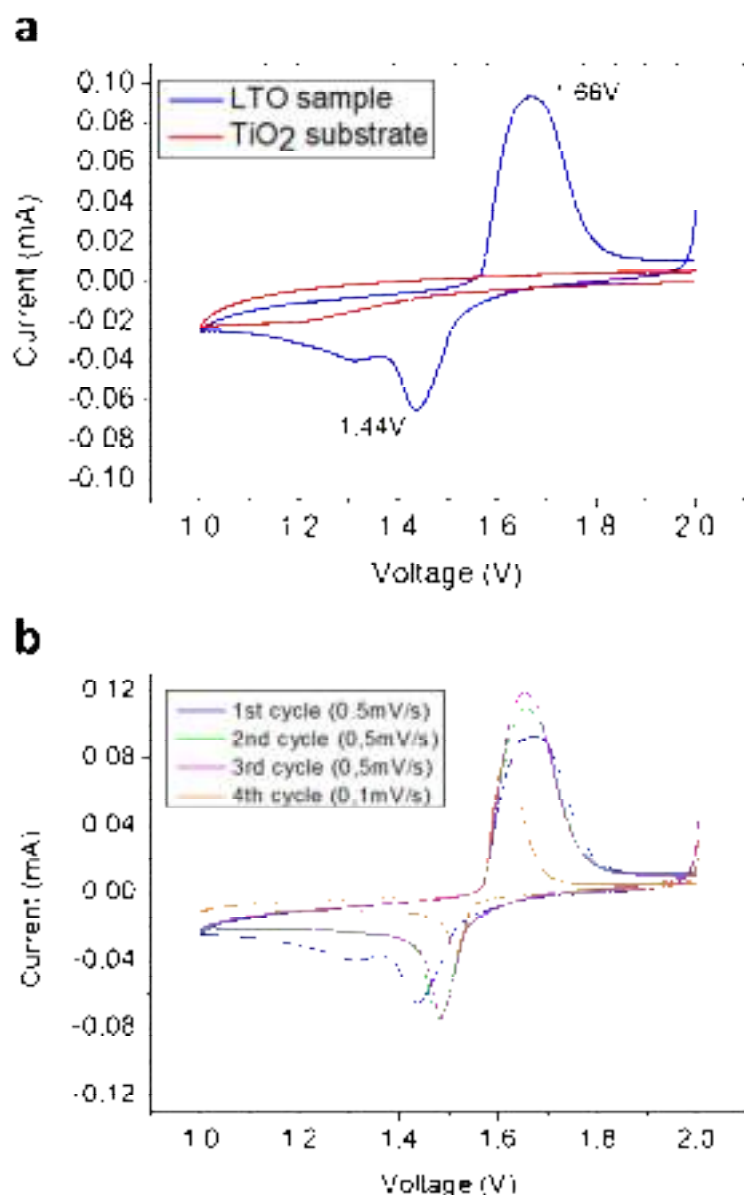 a
0.10
0.08
0.06
0.04
0.02
0.00
-0.02
-0.04
-0.06
-0.08
-0.10
Current (mA)
LTO sample
TiO2 substrate
1.66V
1.44V
1.0 1.2 1.4 1.6 1.8 2.0
Voltage (V)
b
0.12
0.08
0.04
0.00
-0.04
-0.08
-0.12
Current (mA)
1st cycle (0.5mV/s)
2nd cycle (0,5mV/s)
3rd cycle (0,5mV/s)
4th cycle (0,1mV/s)
1.0 1.2 1.4 1.6 1.8 2.0
Voltage (V)